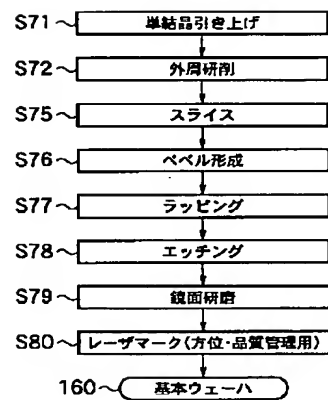 S71 単結晶引き上げ
S72 外周研削
S75 スライス
S76 ベベル形成
S77 ラッピング
S78 エッチング
S79 鏡面研磨
S80 レーザマーク(方位・品質管理用)
160 基本ウェーハ